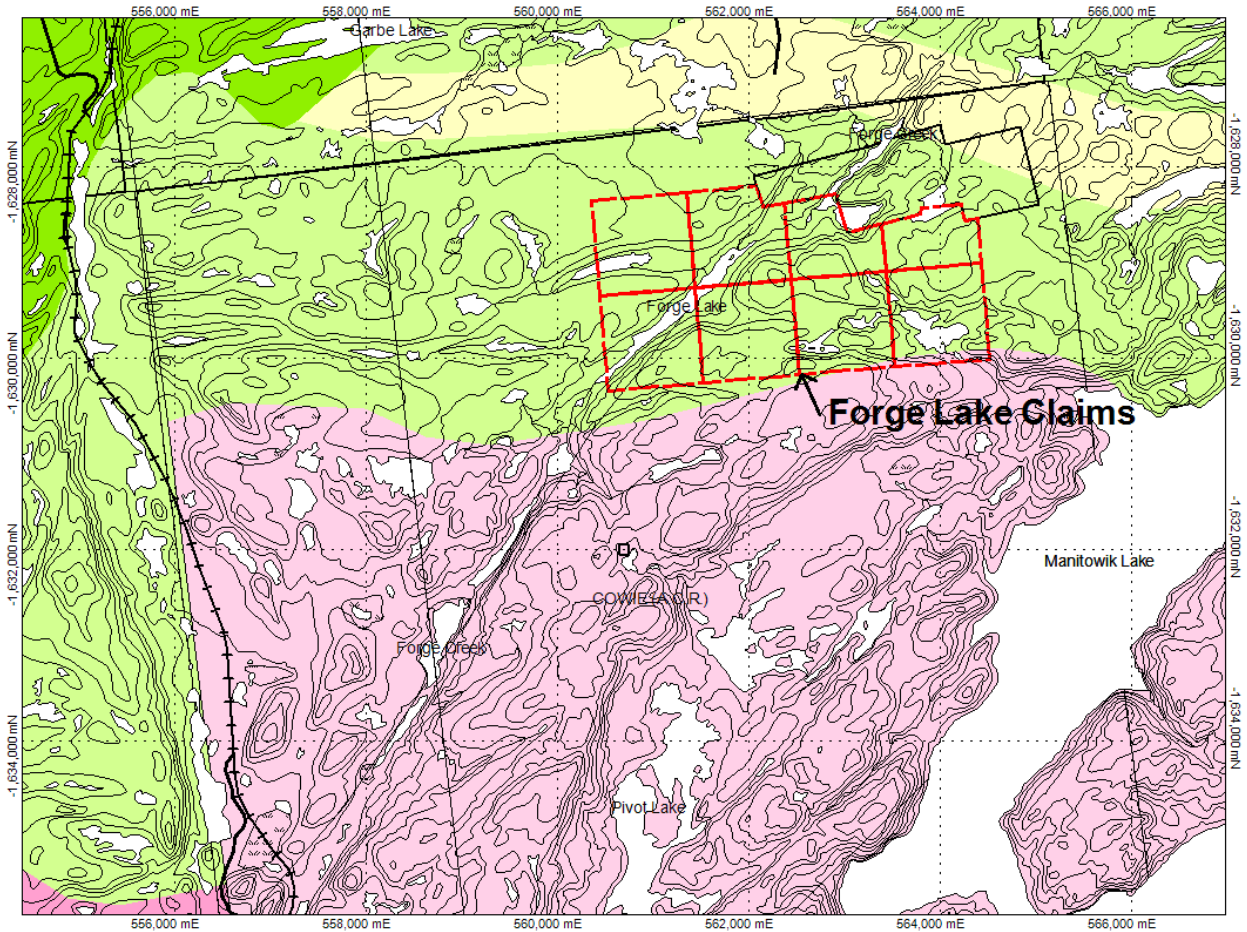 556,000 mE
558,000 mE
560,000 mE
562,000 mE
564,000 mE
566,000 mE
Garbe Lake
Forge Creek
-1,628,000 mN
-1,628,000 mN
Forge Lake
-1,630,000 mN
-1,630,000 mN
Forge Lake Claims
-1,632,000 mN
-1,632,000 mN
Manitowik Lake
COWIE (A.C.R.)
Forge Creek
-1,634,000 mN
-1,634,000 mN
Pivot Lake
556,000 mE
558,000 mE
560,000 mE
562,000 mE
564,000 mE
566,000 mE